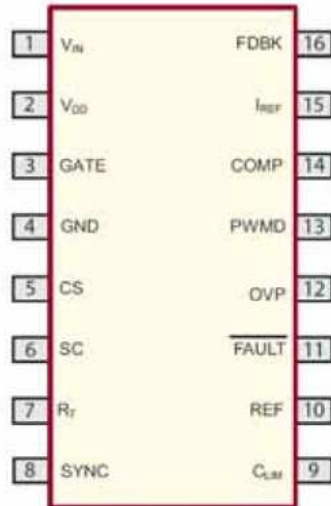 1 VIN FDBK 16
2 VDD IREF 15
3 GATE COMP 14
4 GND PWMD 13
5 CS OVP 12
6 SC FAULT 11
7 RT REF 10
8 SYNC CLIM 9